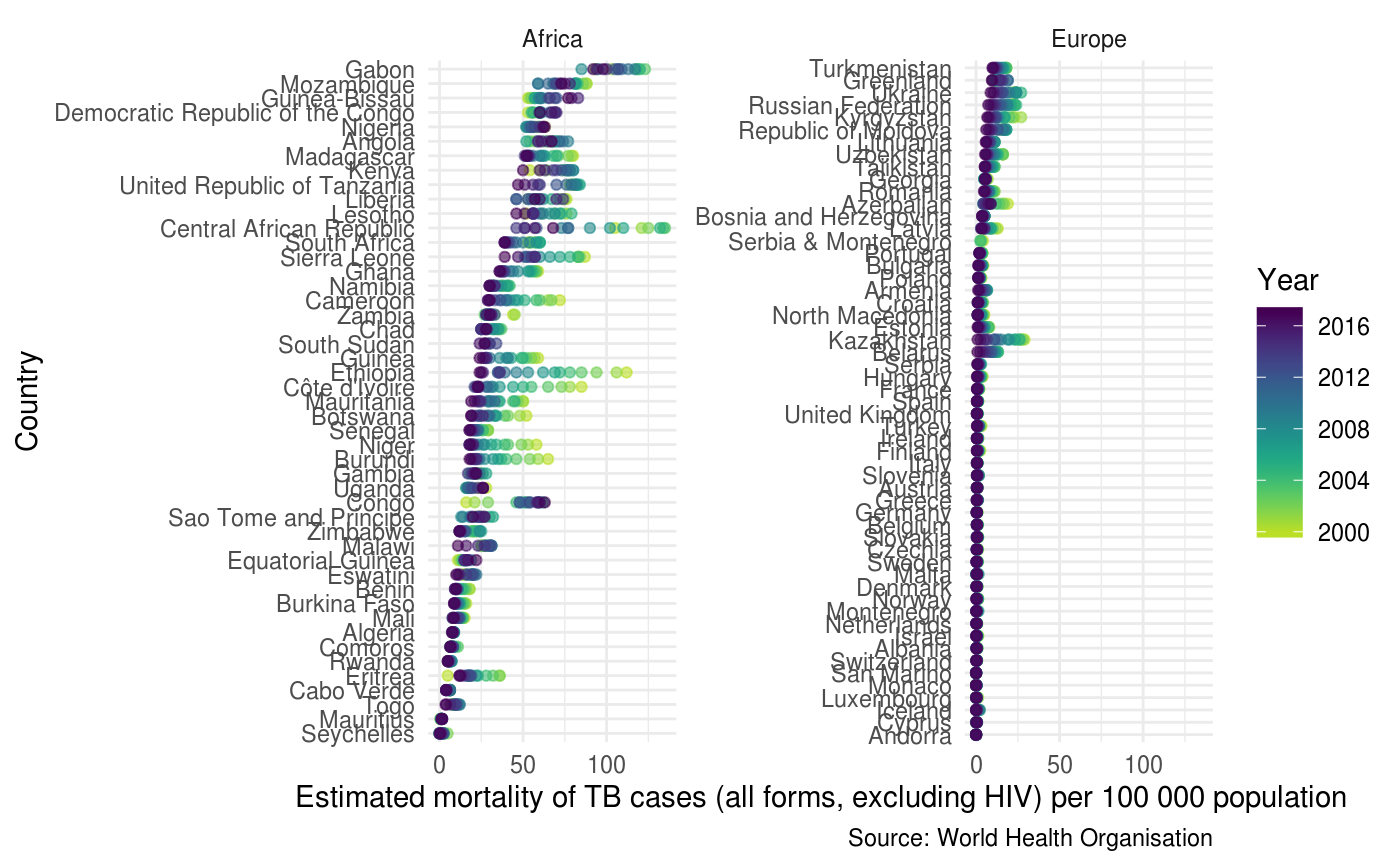 Africa
Europe
Country
Gabon
Mozambique
Guinea-Bissau
Democratic Republic of the Congo
Nigeria
Angola
Madagascar
Kenya
United Republic of Tanzania
Liberia
Lesotho
Central African Republic
South Africa
Sierra Leone
Ghana
Namibia
Cameroon
Zambia
Chad
South Sudan
Guinea
Ethiopia
Côte d'Ivoire
Mauritania
Botswana
Senegal
Niger
Burundi
Gambia
Uganda
Congo
Sao Tome and Principe
Zimbabwe
Malawi
Equatorial Guinea
Eswatini
Benin
Burkina Faso
Mali
Algeria
Comoros
Rwanda
Eritrea
Cabo Verde
Togo
Mauritius
Seychelles
0 50 100
Turkmenistan
Greenland
Ukraine
Russian Federation
Kyrgyzstan
Republic of Moldova
Lithuania
Uzbekistan
Tajikistan
Georgia
Romania
Azerbaijan
Bosnia and Herzegovina
Latvia
Serbia & Montenegro
Portugal
Bulgaria
Poland
Armenia
Croatia
North Macedonia
Estonia
Kazakhstan
Belarus
Serbia
Hungary
France
Spain
United Kingdom
Turkey
Ireland
Finland
Italy
Slovenia
Austria
Greece
Germany
Belgium
Slovakia
Czechia
Sweden
Malta
Denmark
Norway
Montenegro
Netherlands
Israel
Albania
Switzerland
San Marino
Monaco
Luxembourg
Iceland
Cyprus
Andorra
0 50 100
Year
2016
2012
2008
2004
2000
Estimated mortality of TB cases (all forms, excluding HIV) per 100 000 population
Source: World Health Organisation